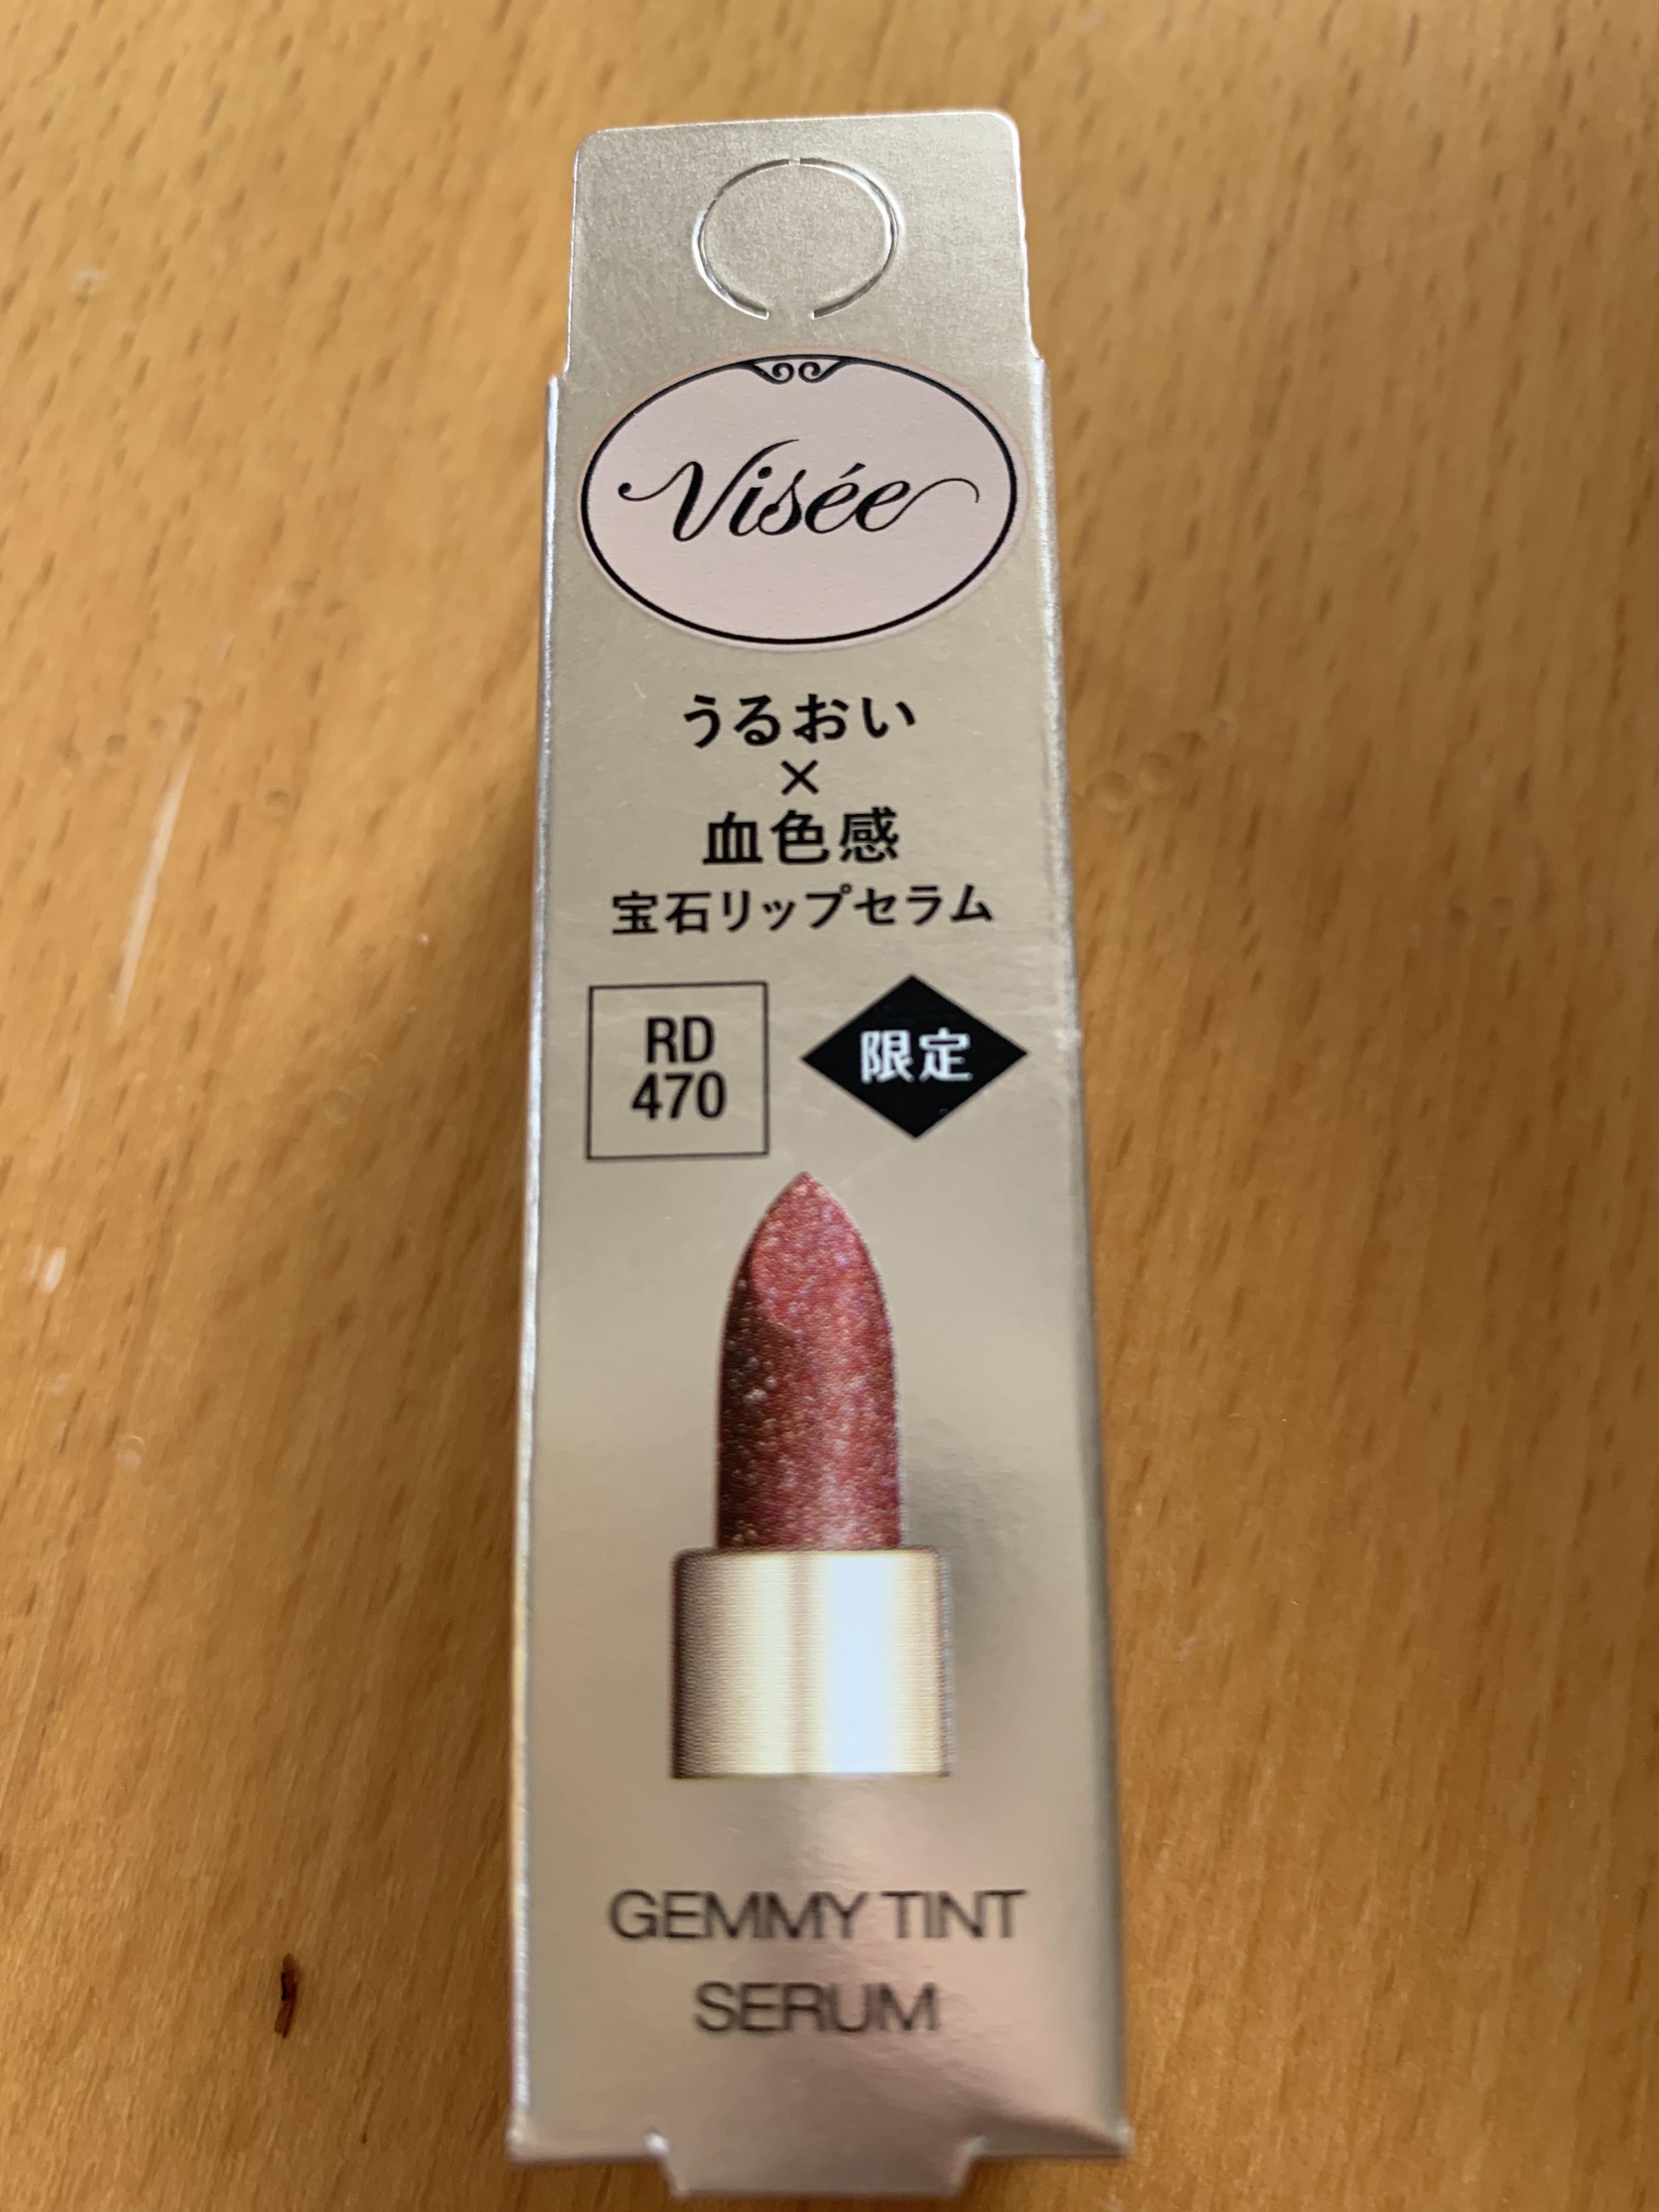 Visée
うるおい
×
血色感
宝石リップセラム
RD
470
限定
GEMMY TINT
SERUM